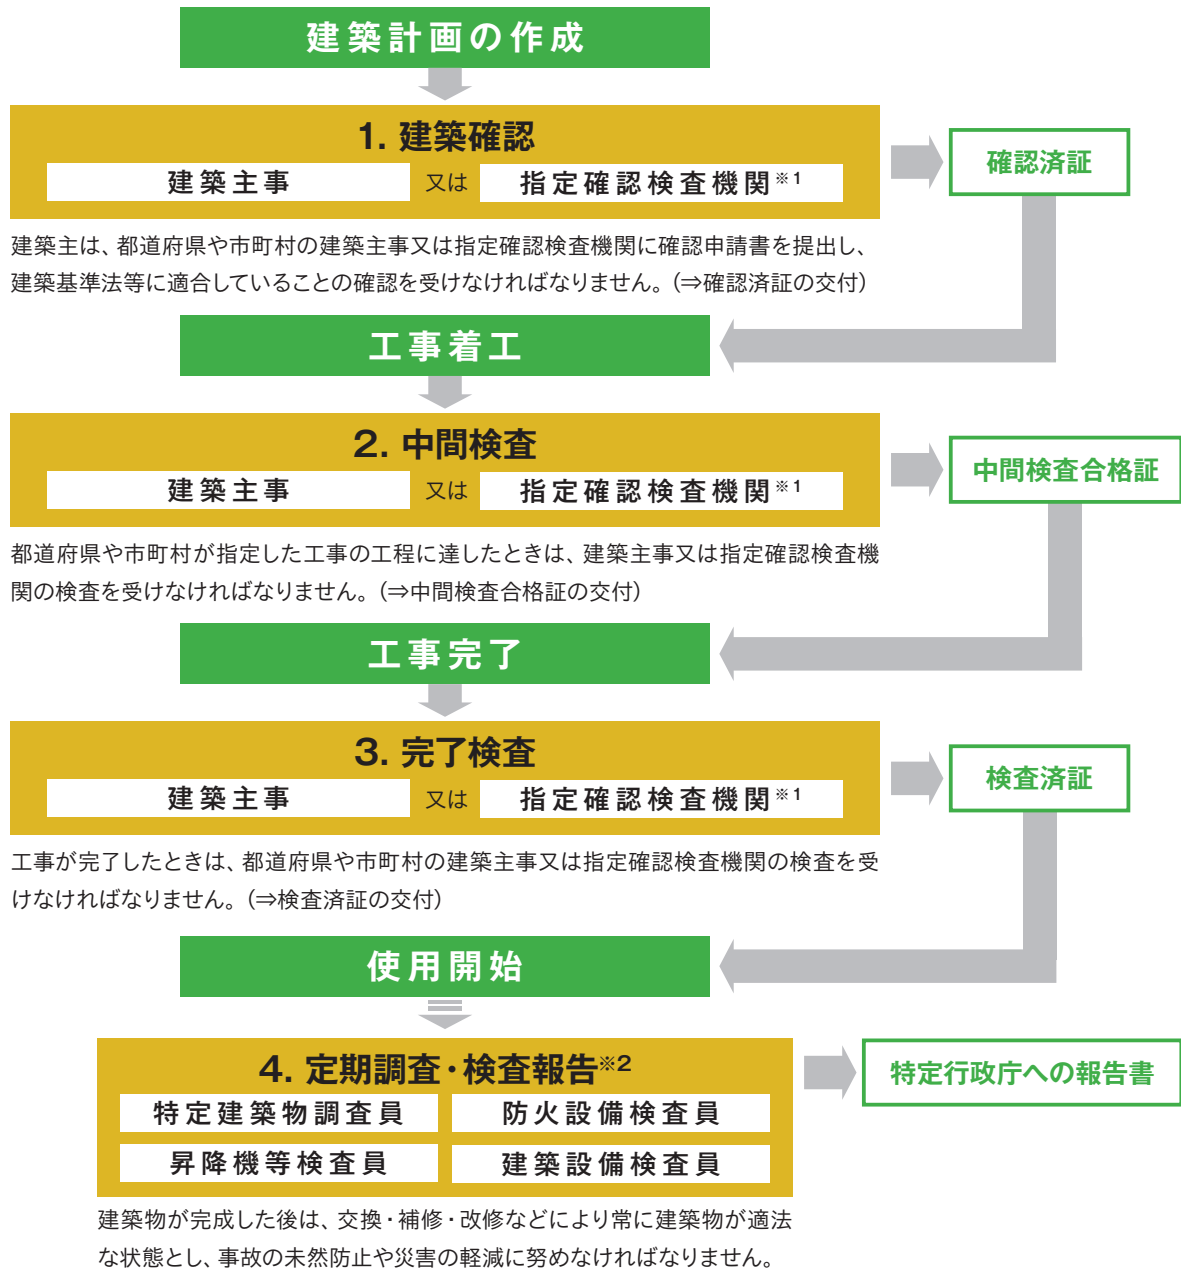 建築計画の作成
1. 建築確認
建築主事 又は 指定確認検査機関※1
確認済証
建築主は、都道府県や市町村の建築主事又は指定確認検査機関に確認申請書を提出し、
建築基準法等に適合していることの確認を受けなければなりません。(⇒確認済証の交付)
工事着工
2. 中間検査
建築主事 又は 指定確認検査機関※1
中間検査合格証
都道府県や市町村が指定した工事の工程に達したときは、建築主事又は指定確認検査機
関の検査を受けなければなりません。(⇒中間検査合格証の交付)
工事完了
3. 完了検査
建築主事 又は 指定確認検査機関※1
検査済証
工事が完了したときは、都道府県や市町村の建築主事又は指定確認検査機関の検査を受
けなければなりません。(⇒検査済証の交付)
使用開始
4. 定期調査・検査報告※2
特定建築物調査員 防火設備検査員
昇降機等検査員 建築設備検査員
特定行政庁への報告書
建築物が完成した後は、交換・補修・改修などにより常に建築物が適法
な状態とし、事故の未然防止や災害の軽減に努めなければなりません。